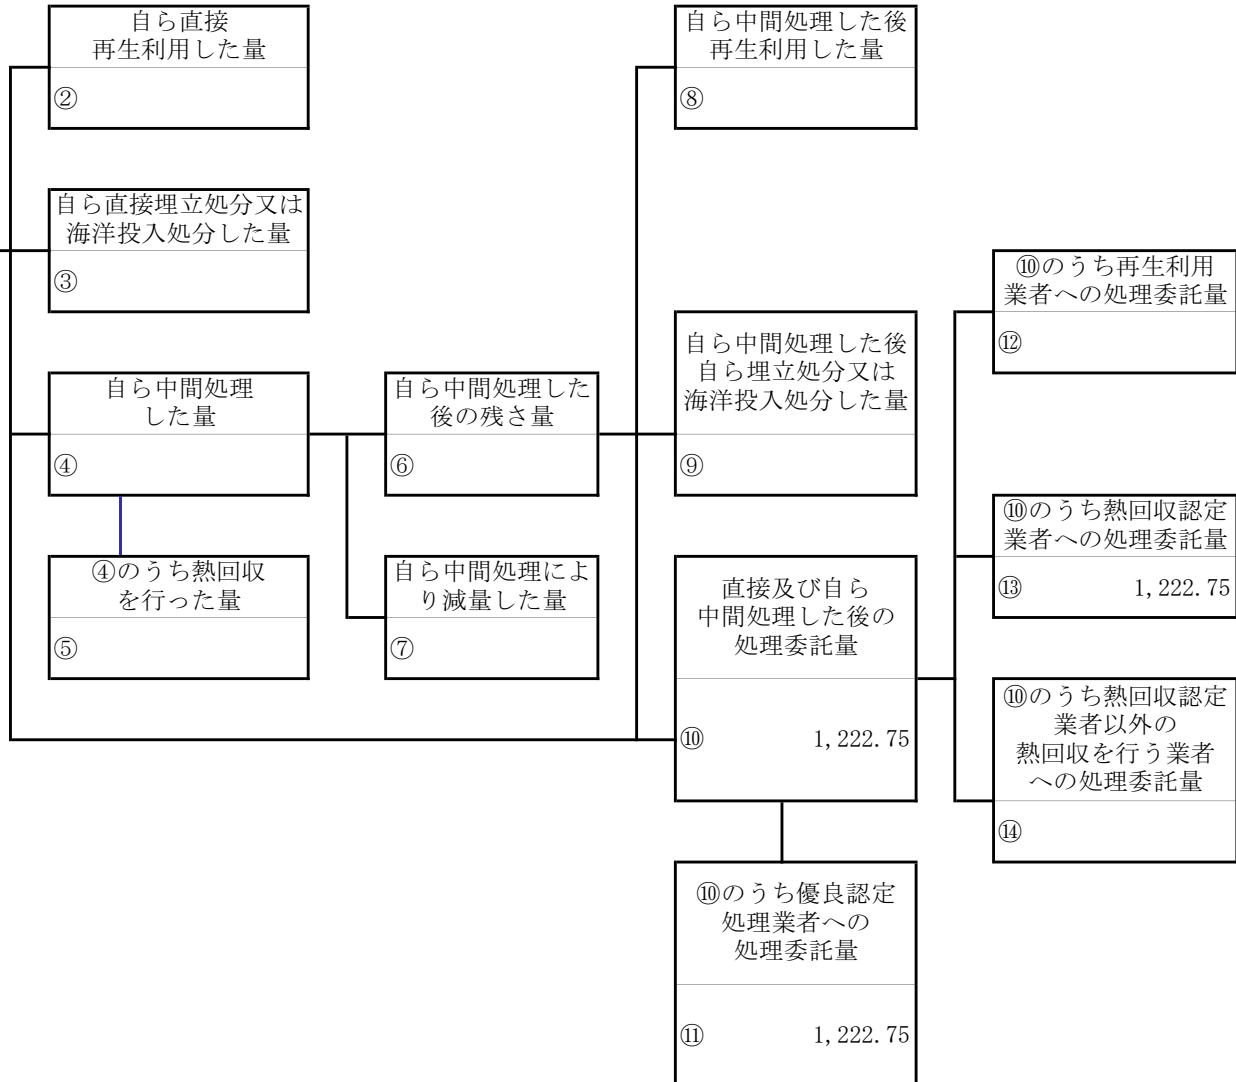 自ら直接
再生利用した量
②
自ら直接埋立処分又は
海洋投入処分した量
③
自ら中間処理
した量
④
④のうち熱回収
を行った量
⑤
自ら中間処理した
後の残さ量
⑥
自ら中間処理によ
り減量した量
⑦
自ら中間処理した後
再生利用した量
⑧
自ら中間処理した後
自ら埋立処分又は
海洋投入処分した量
⑨
直接及び自ら
中間処理した後の
処理委託量
⑩ 1,222.75
⑩のうち優良認定
処理業者への
処理委託量
⑪ 1,222.75
⑩のうち再生利用
業者への処理委託量
⑫
⑩のうち熱回収認定
業者への処理委託量
⑬ 1,222.75
⑩のうち熱回収認定
業者以外の
熱回収を行う業者
への処理委託量
⑭